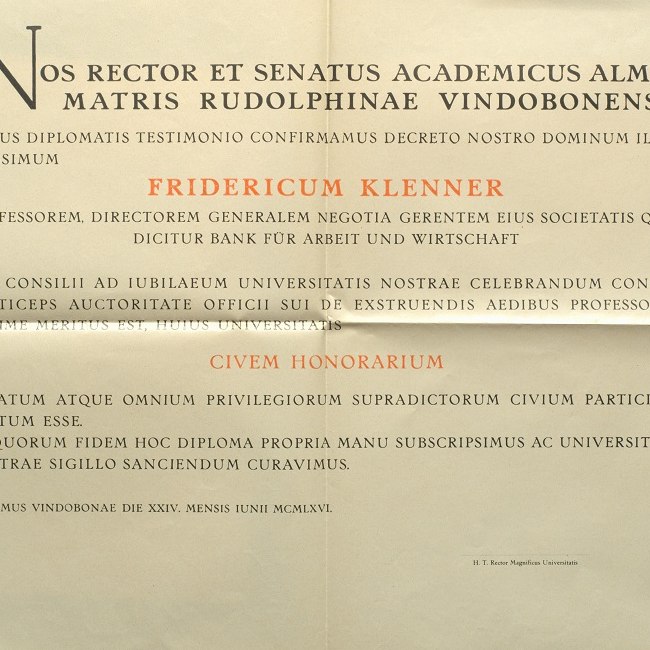 NOS RECTOR ET SENATUS ACADEMICUS ALM
MATRIS RUDOLPHINAE VINDOBONENS
US DIPLOMATIS TESTIMONIO CONFIRMAMUS DECRETO NOSTRO DOMINUM IL
SIMUM
FRIDERICUM KLENNER
FESSOREM, DIRECTOREM GENERALEM NEGOTIA GERENTEM EIUS SOCIETATIS Q
DICITUR BANK FÜR ARBEIT UND WIRTSCHAFT
CONSILII AD IUBILAEUM UNIVERSITATIS NOSTRAE CELEBRANDUM CON
TICEPS AUCTORITATE OFFICII SUI DE EXSTRUENDIS AEDIBUS PROFESSO
IME MERITUS EST, HUIUS UNIVERSITATIS
CIVEM HONORARIUM
ATUM ATQUE OMNIUM PRIVILEGIORUM SUPRADICTORUM CIVIUM PARTICI
TUM ESSE.
QUORUM FIDEM HOC DIPLOMA PROPRIA MANU SUBSCRIPSIMUS AC UNIVERSIT
TRAE SIGILLO SANCIENDUM CURAVIMUS.
MUS VINDOBONAE DIE XXIV. MENSIS IUNII MCMLXVI.
H. T. Rector Magnificus Universitatis